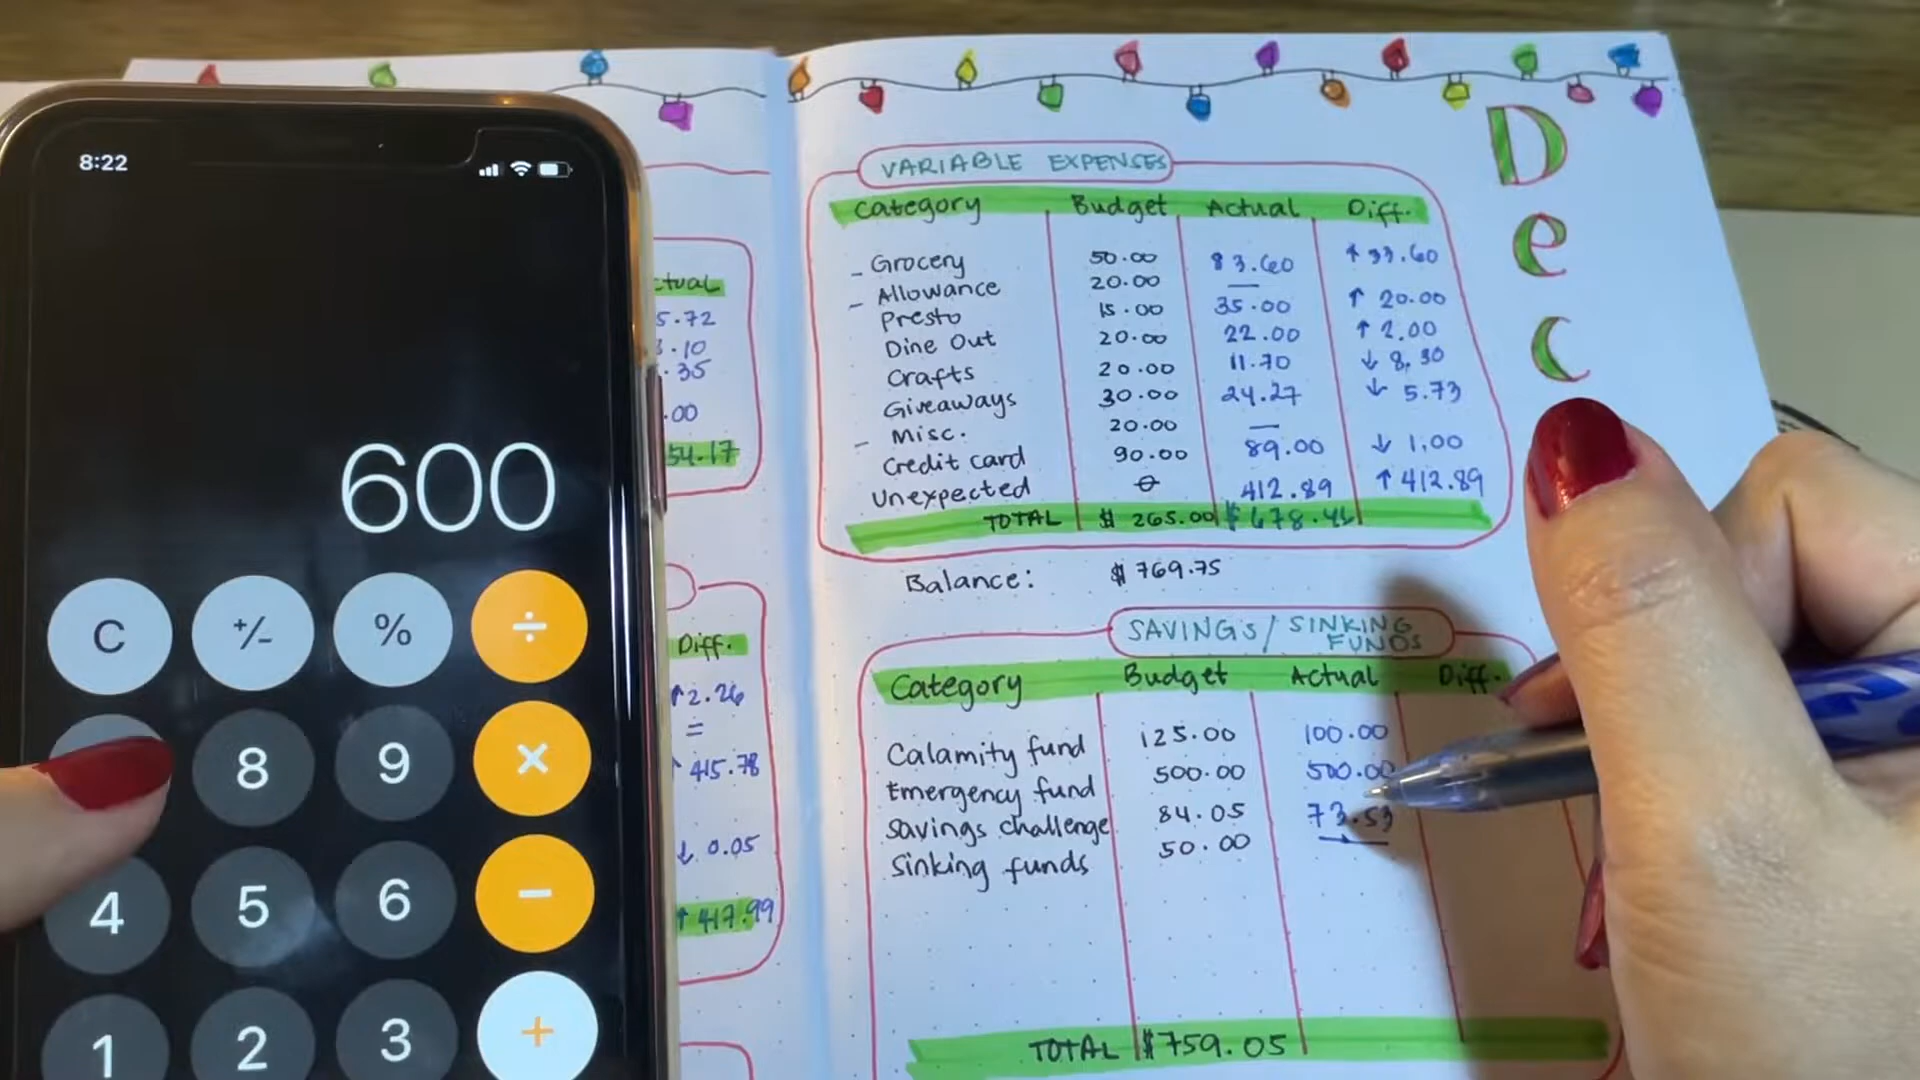 8:22
600
C +/- % ÷
8 9 ×
4 5 6 −
1 2 3 +
ctual
5.72
3.10
.35
.00
54.17
Diff.
↑2.26
=
↑ 415.78
↓ 0.05
↑ 417.99
Dec
VARIABLE EXPENSES
Category Budget Actual Diff.
- Grocery 50.00 83.60 ↑ 33.60
- Allowance 20.00 —
Presto 15.00 35.00 ↑ 20.00
Dine Out 20.00 22.00 ↑ 2.00
Crafts 20.00 11.70 ↓ 8.30
Giveaways 30.00 24.27 ↓ 5.73
- Misc. 20.00 —
Credit card 90.00 89.00 ↓ 1.00
Unexpected 0 412.89 ↑ 412.89
TOTAL $ 265.00 $ 678.46
Balance: $ 769.75
SAVINGS / SINKING FUNDS
Category Budget Actual Diff.
Calamity fund 125.00 100.00
Emergency fund 500.00 500.00
Savings challenge 84.05 73.53
Sinking funds 50.00 —
TOTAL $759.05